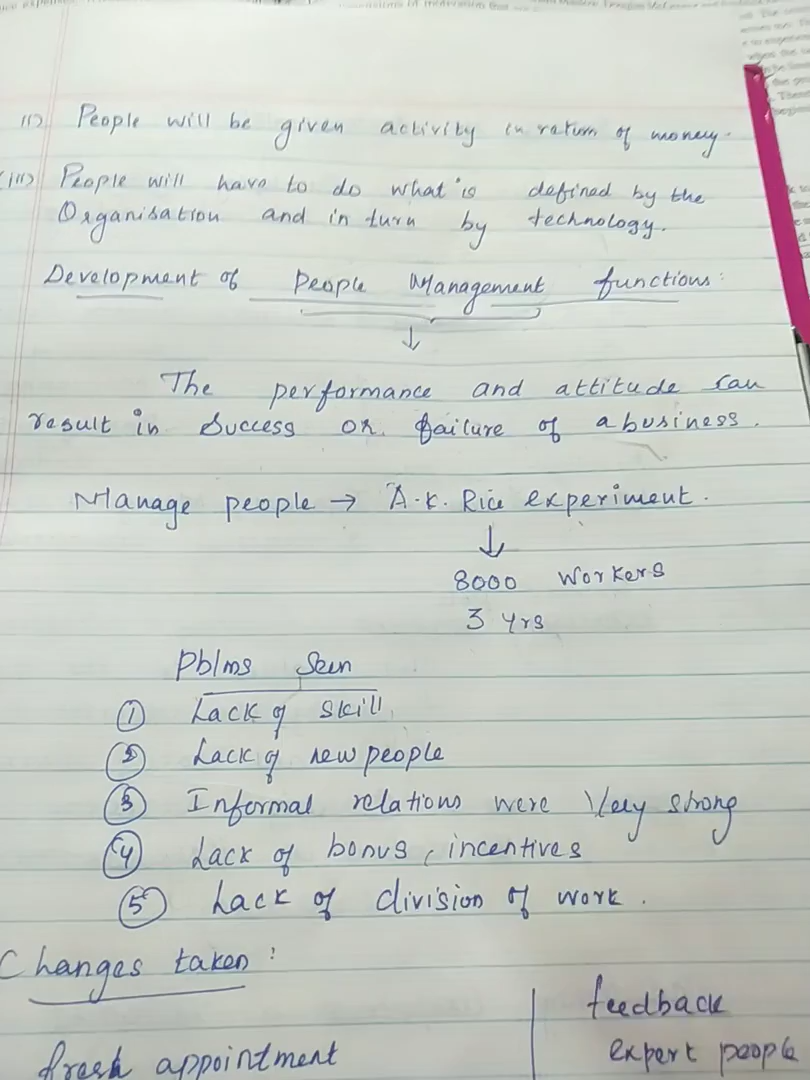 ii) People will be given activity in return of money.
(iii) People will have to do what is defined by the
Organisation and in turn by technology.
Development of People Management functions:
↓
The performance and attitude can
result in success or failure of a business.
Manage people → A.K. Rice experiment.
↓
8000 workers
3 yrs
Pblms Seen
① Lack of skill
② Lack of new people
③ Informal relations were very strong
④ Lack of bonus, incentives
⑤ Lack of division of work.
Changes taken:
fresh appointment
feedback
expert people